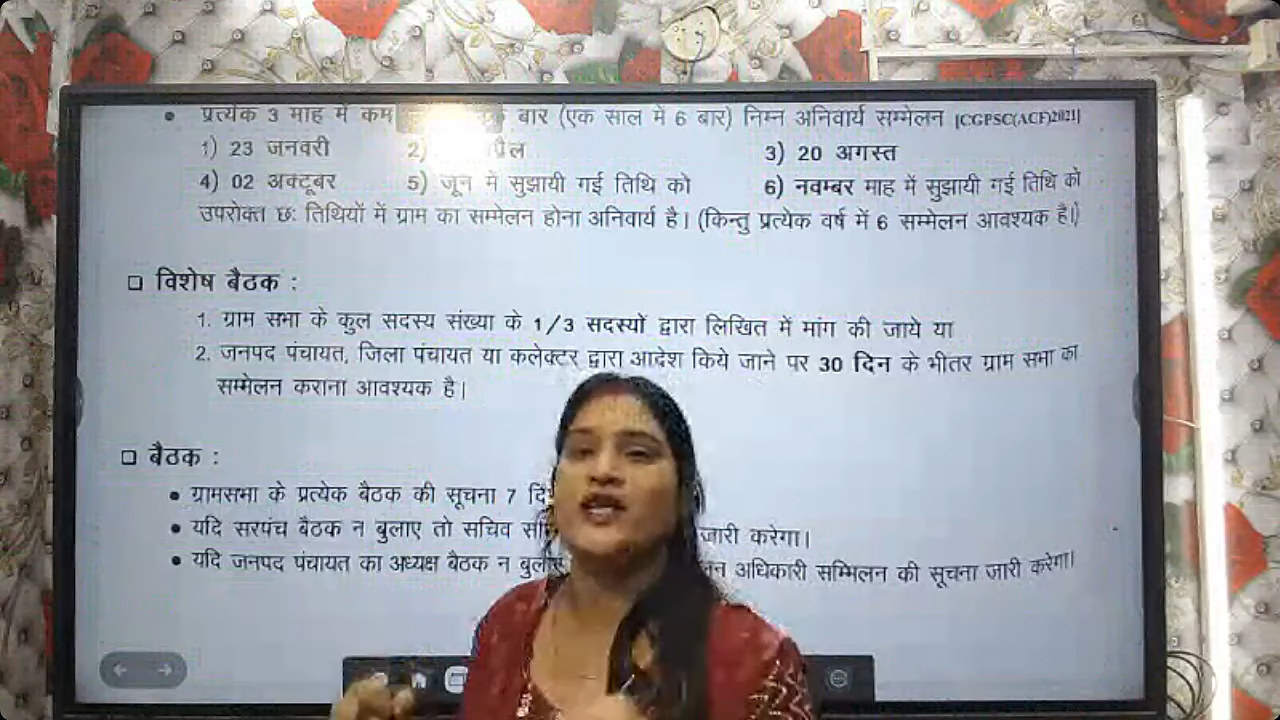 • प्रत्येक 3 माह में कम बार (एक साल में 6 बार) निम्न अनिवार्य सम्मेलन [CGPSC(ACF)2021]
1) 23 जनवरी 2) 3) 20 अगस्त
4) 02 अक्टूबर 5) जून में सुझायी गई तिथि को 6) नवम्बर माह में सुझायी गई तिथि को
उपरोक्त छः तिथियों में ग्राम का सम्मेलन होना अनिवार्य है। (किन्तु प्रत्येक वर्ष में 6 सम्मेलन आवश्यक है।)
❑ विशेष बैठक :
1. ग्राम सभा के कुल सदस्य संख्या के 1/3 सदस्यों द्वारा लिखित में मांग की जाये या
2. जनपद पंचायत, जिला पंचायत या कलेक्टर द्वारा आदेश किये जाने पर 30 दिन के भीतर ग्राम सभा का
सम्मेलन कराना आवश्यक है।
❑ बैठक :
• ग्रामसभा के प्रत्येक बैठक की सूचना 7
• यदि सरपंच बैठक न बुलाए तो सचिव जारी करेगा।
• यदि जनपद पंचायत का अध्यक्ष बैठक न अधिकारी सम्मिलन की सूचना जारी करेगा।